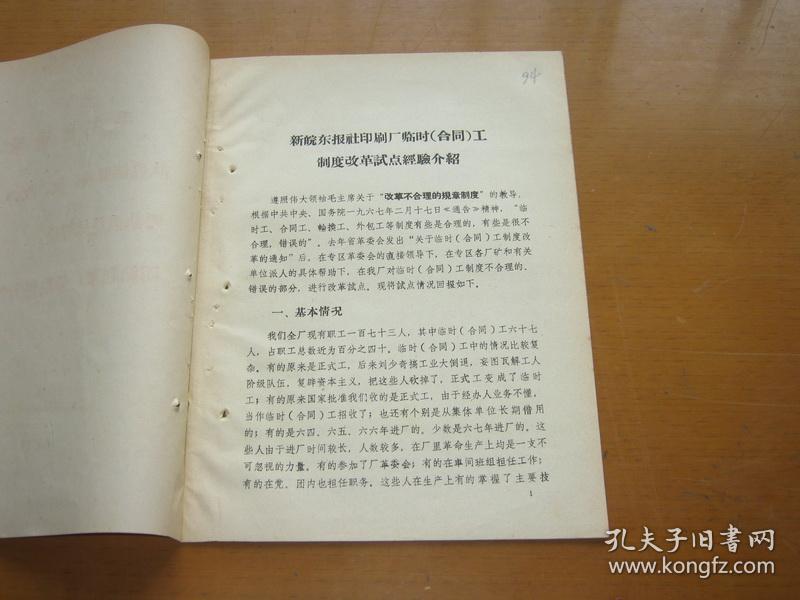 94
新皖东报社印刷厂临时(合同)工
制度改革試点經驗介紹
遵照伟大领袖毛主席关于“改革不合理的規章制度”的教导，
根据中共中央、国务院一九六七年二月十七日≪通告≫精神，“临
时工、合同工、輪換工、外包工等制度有些是合理的，有些是很不
合理，错误的”。去年省革委会发出“关于临时(合同)工制度改
革的通知”后，在专区革委会的直接領导下，在专区各厂矿和有关
单位派人的具体帮助下，在我厂对临时(合同)工制度不合理的、
错误的部分，进行改革試点。现将試点情况回报如下。
一、基本情况
我们全厂现有职工一百七十三人，其中临时(合同)工六十七
人，占职工总数近为百分之四十。临时(合同)工中的情况比较复
杂。有的原来是正式工，后来刘少奇搞工业大倒退，妄图瓦解工人
阶级队伍，复辟资本主义，把这些人砍掉了，正式工变成了临时
工；有的原来国家批准我们收的是正式工，由于经办人业务不懂，
当作临时(合同)工招收了；也还有个别是从集体单位长期借用
的；有的是六四、六五、六六年进厂的。少数是六七年进厂的。这
些人由于进厂时间较长，人数较多，在厂里革命生产上均是一支不
可忽视的力量。有的参加了厂革委会；有的在車间班组担任工作；
有的在党、团内也担任职务。这些人在生产上有的掌握了主要技
1
孔夫子旧书网
www.kongfz.com